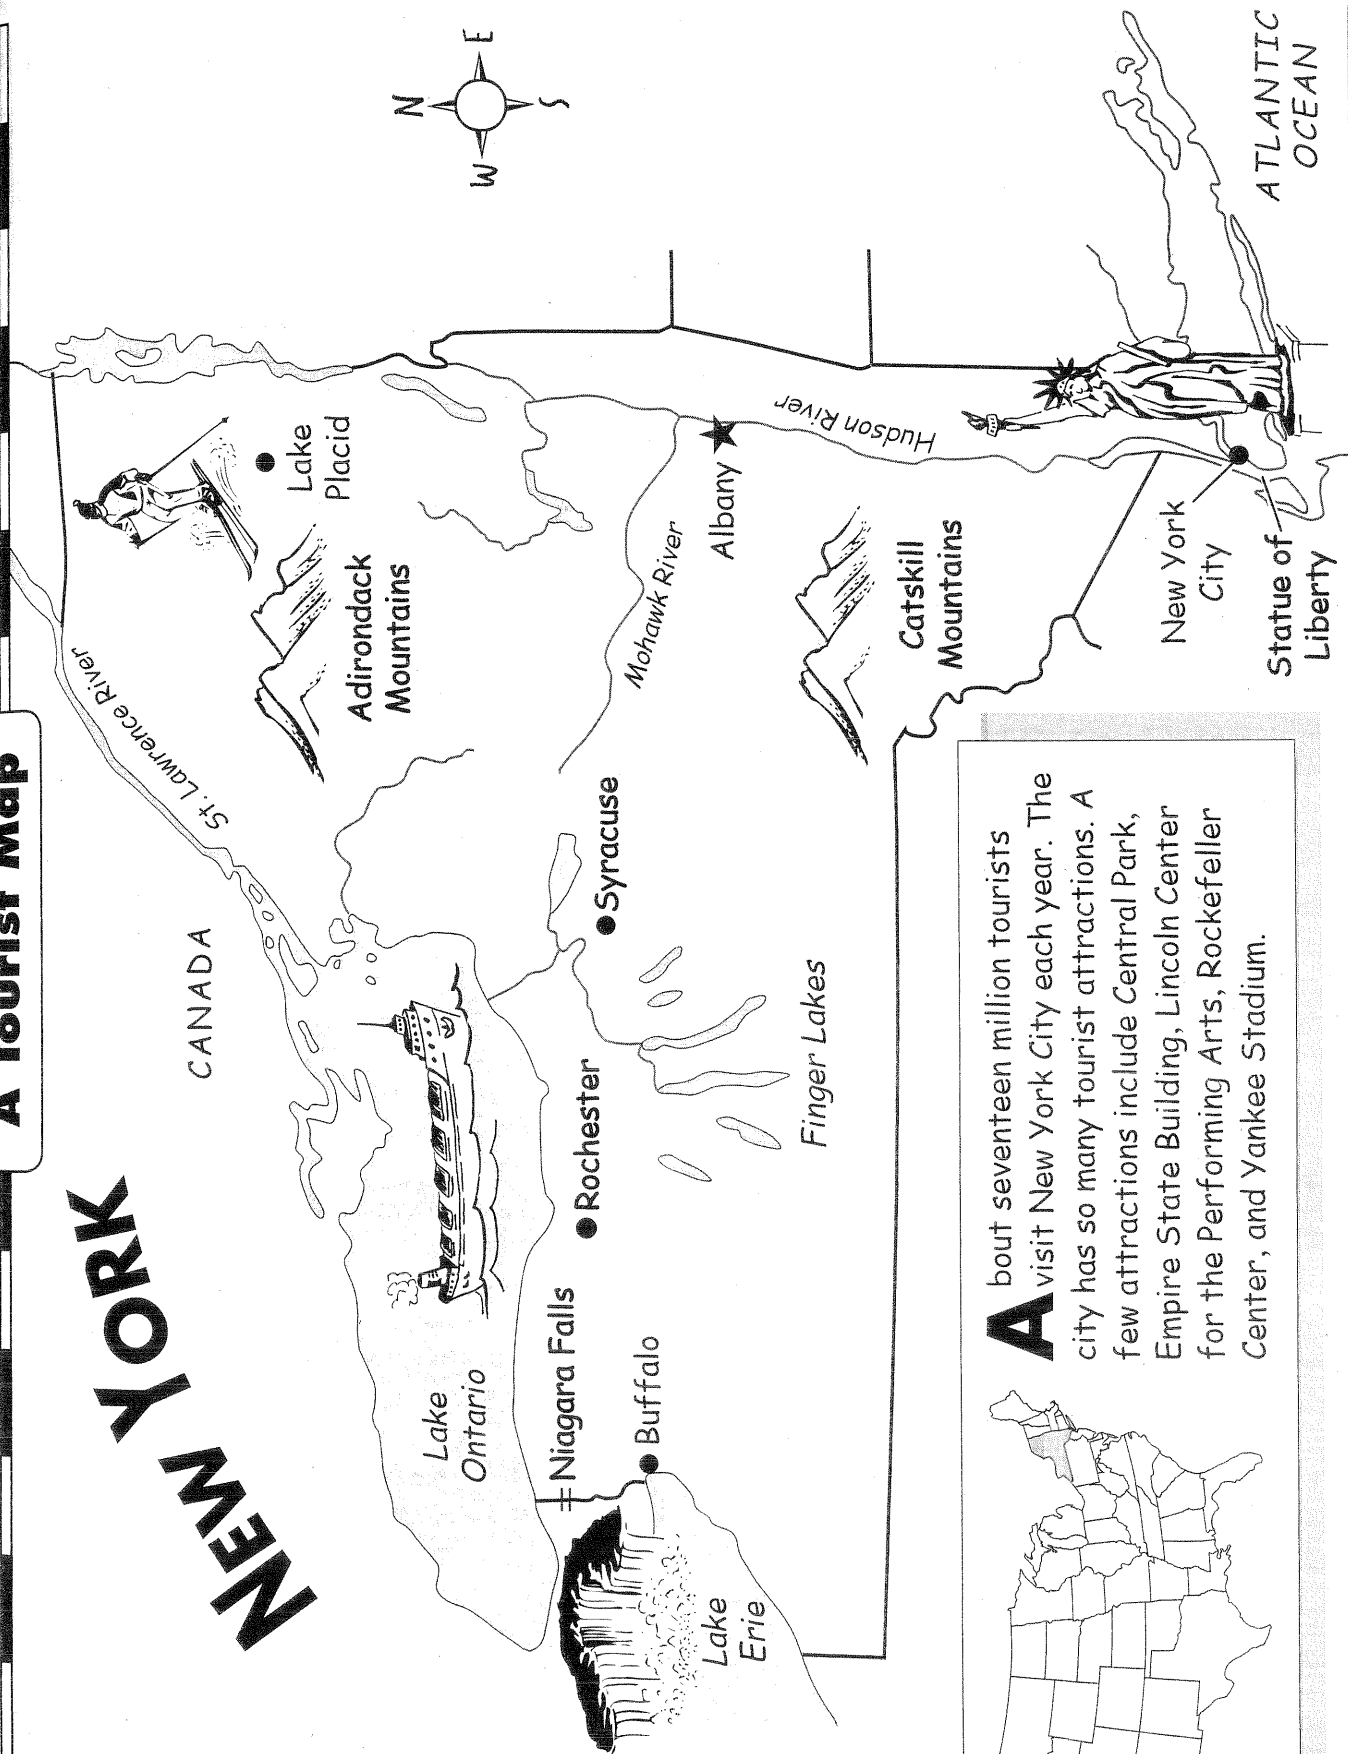 A Tourist Map
NEW YORK
CANADA
St. Lawrence River
Lake
Placid
Adirondack
Mountains
N
W
E
S
Lake
Ontario
Niagara Falls
Buffalo
Lake
Erie
Rochester
Syracuse
Finger Lakes
Mohawk River
Albany
Hudson River
Catskill
Mountains
New York
City
Statue of
Liberty
ATLANTIC
OCEAN
About seventeen million tourists
visit New York City each year. The
city has so many tourist attractions. A
few attractions include Central Park,
Empire State Building, Lincoln Center
for the Performing Arts, Rockefeller
Center, and Yankee Stadium.